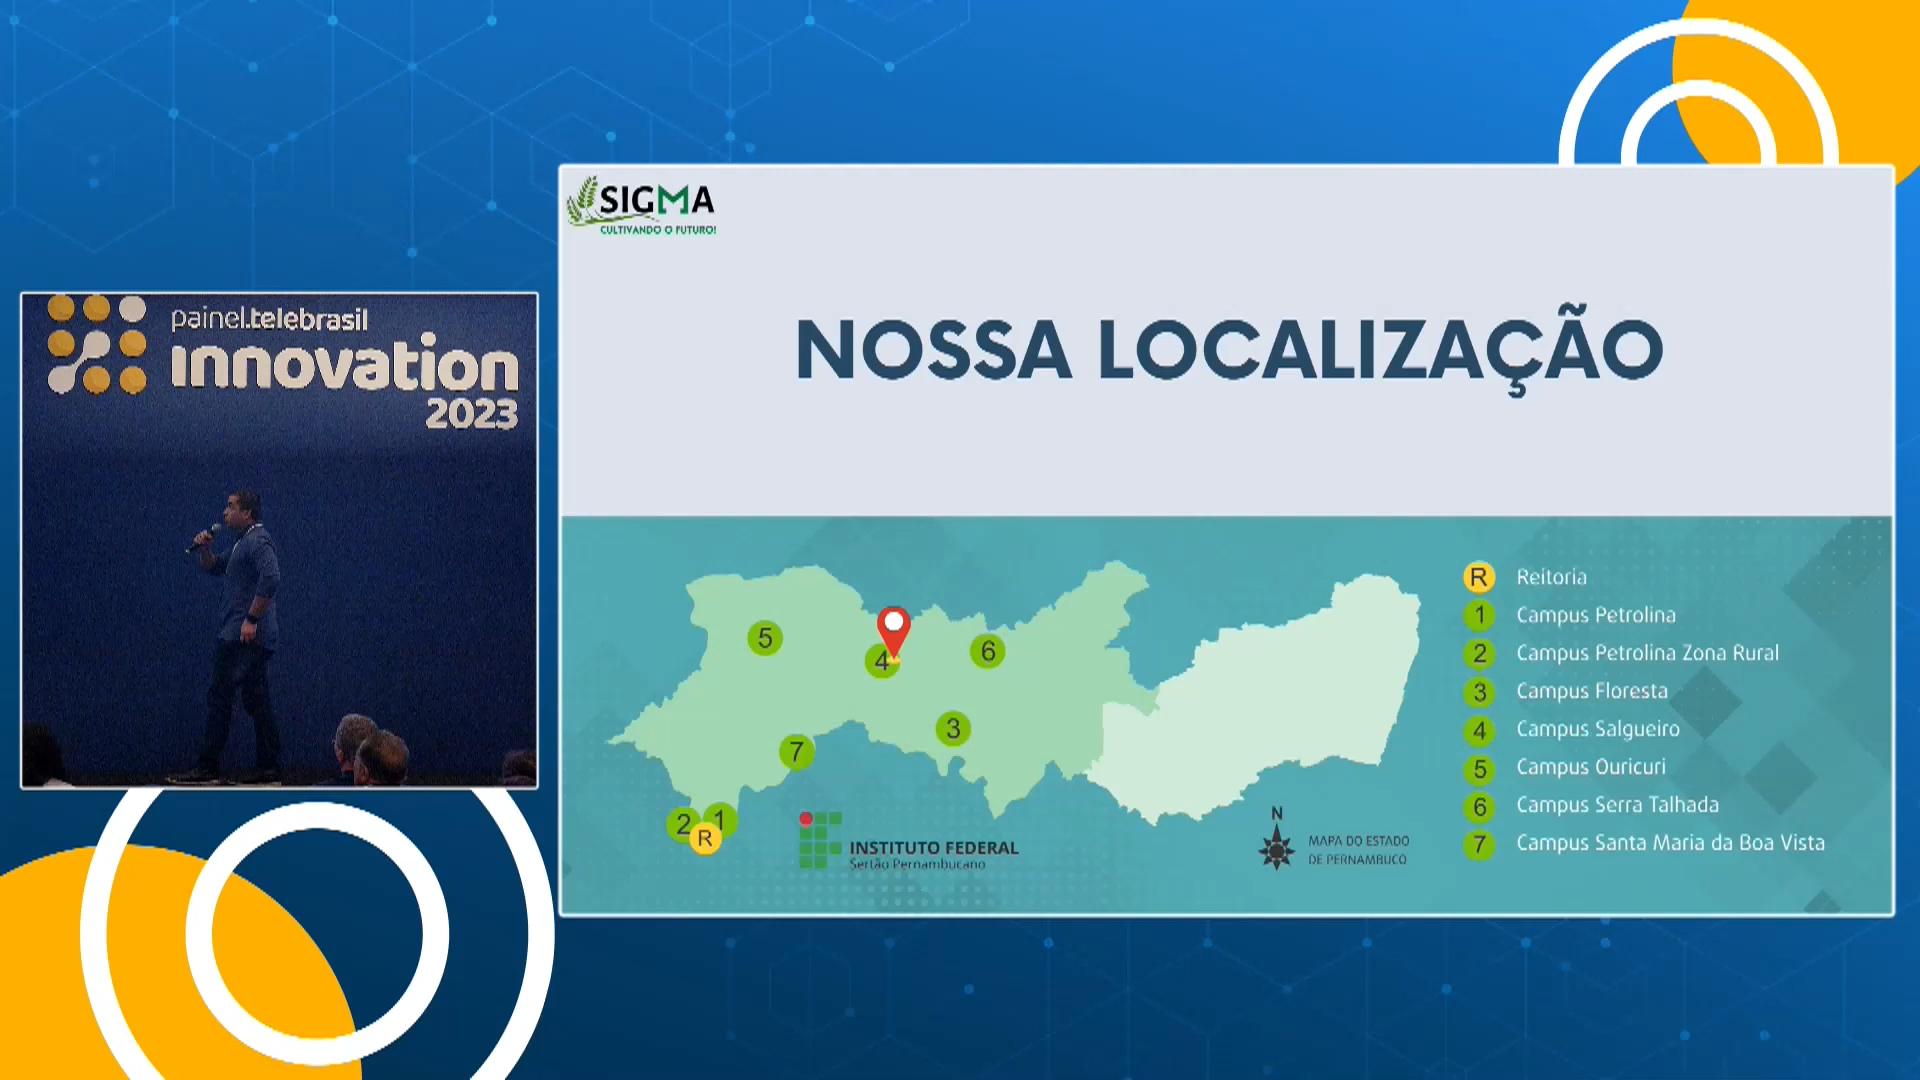 painel.telebrasil
innovation
2023
SIGMA
CULTIVANDO O FUTURO!
NOSSA LOCALIZAÇÃO
5
4
6
3
7
2
1
R
INSTITUTO FEDERAL
Sertão Pernambucano
N
MAPA DO ESTADO
DE PERNAMBUCO
R Reitoria
1 Campus Petrolina
2 Campus Petrolina Zona Rural
3 Campus Floresta
4 Campus Salgueiro
5 Campus Ouricuri
6 Campus Serra Talhada
7 Campus Santa Maria da Boa Vista